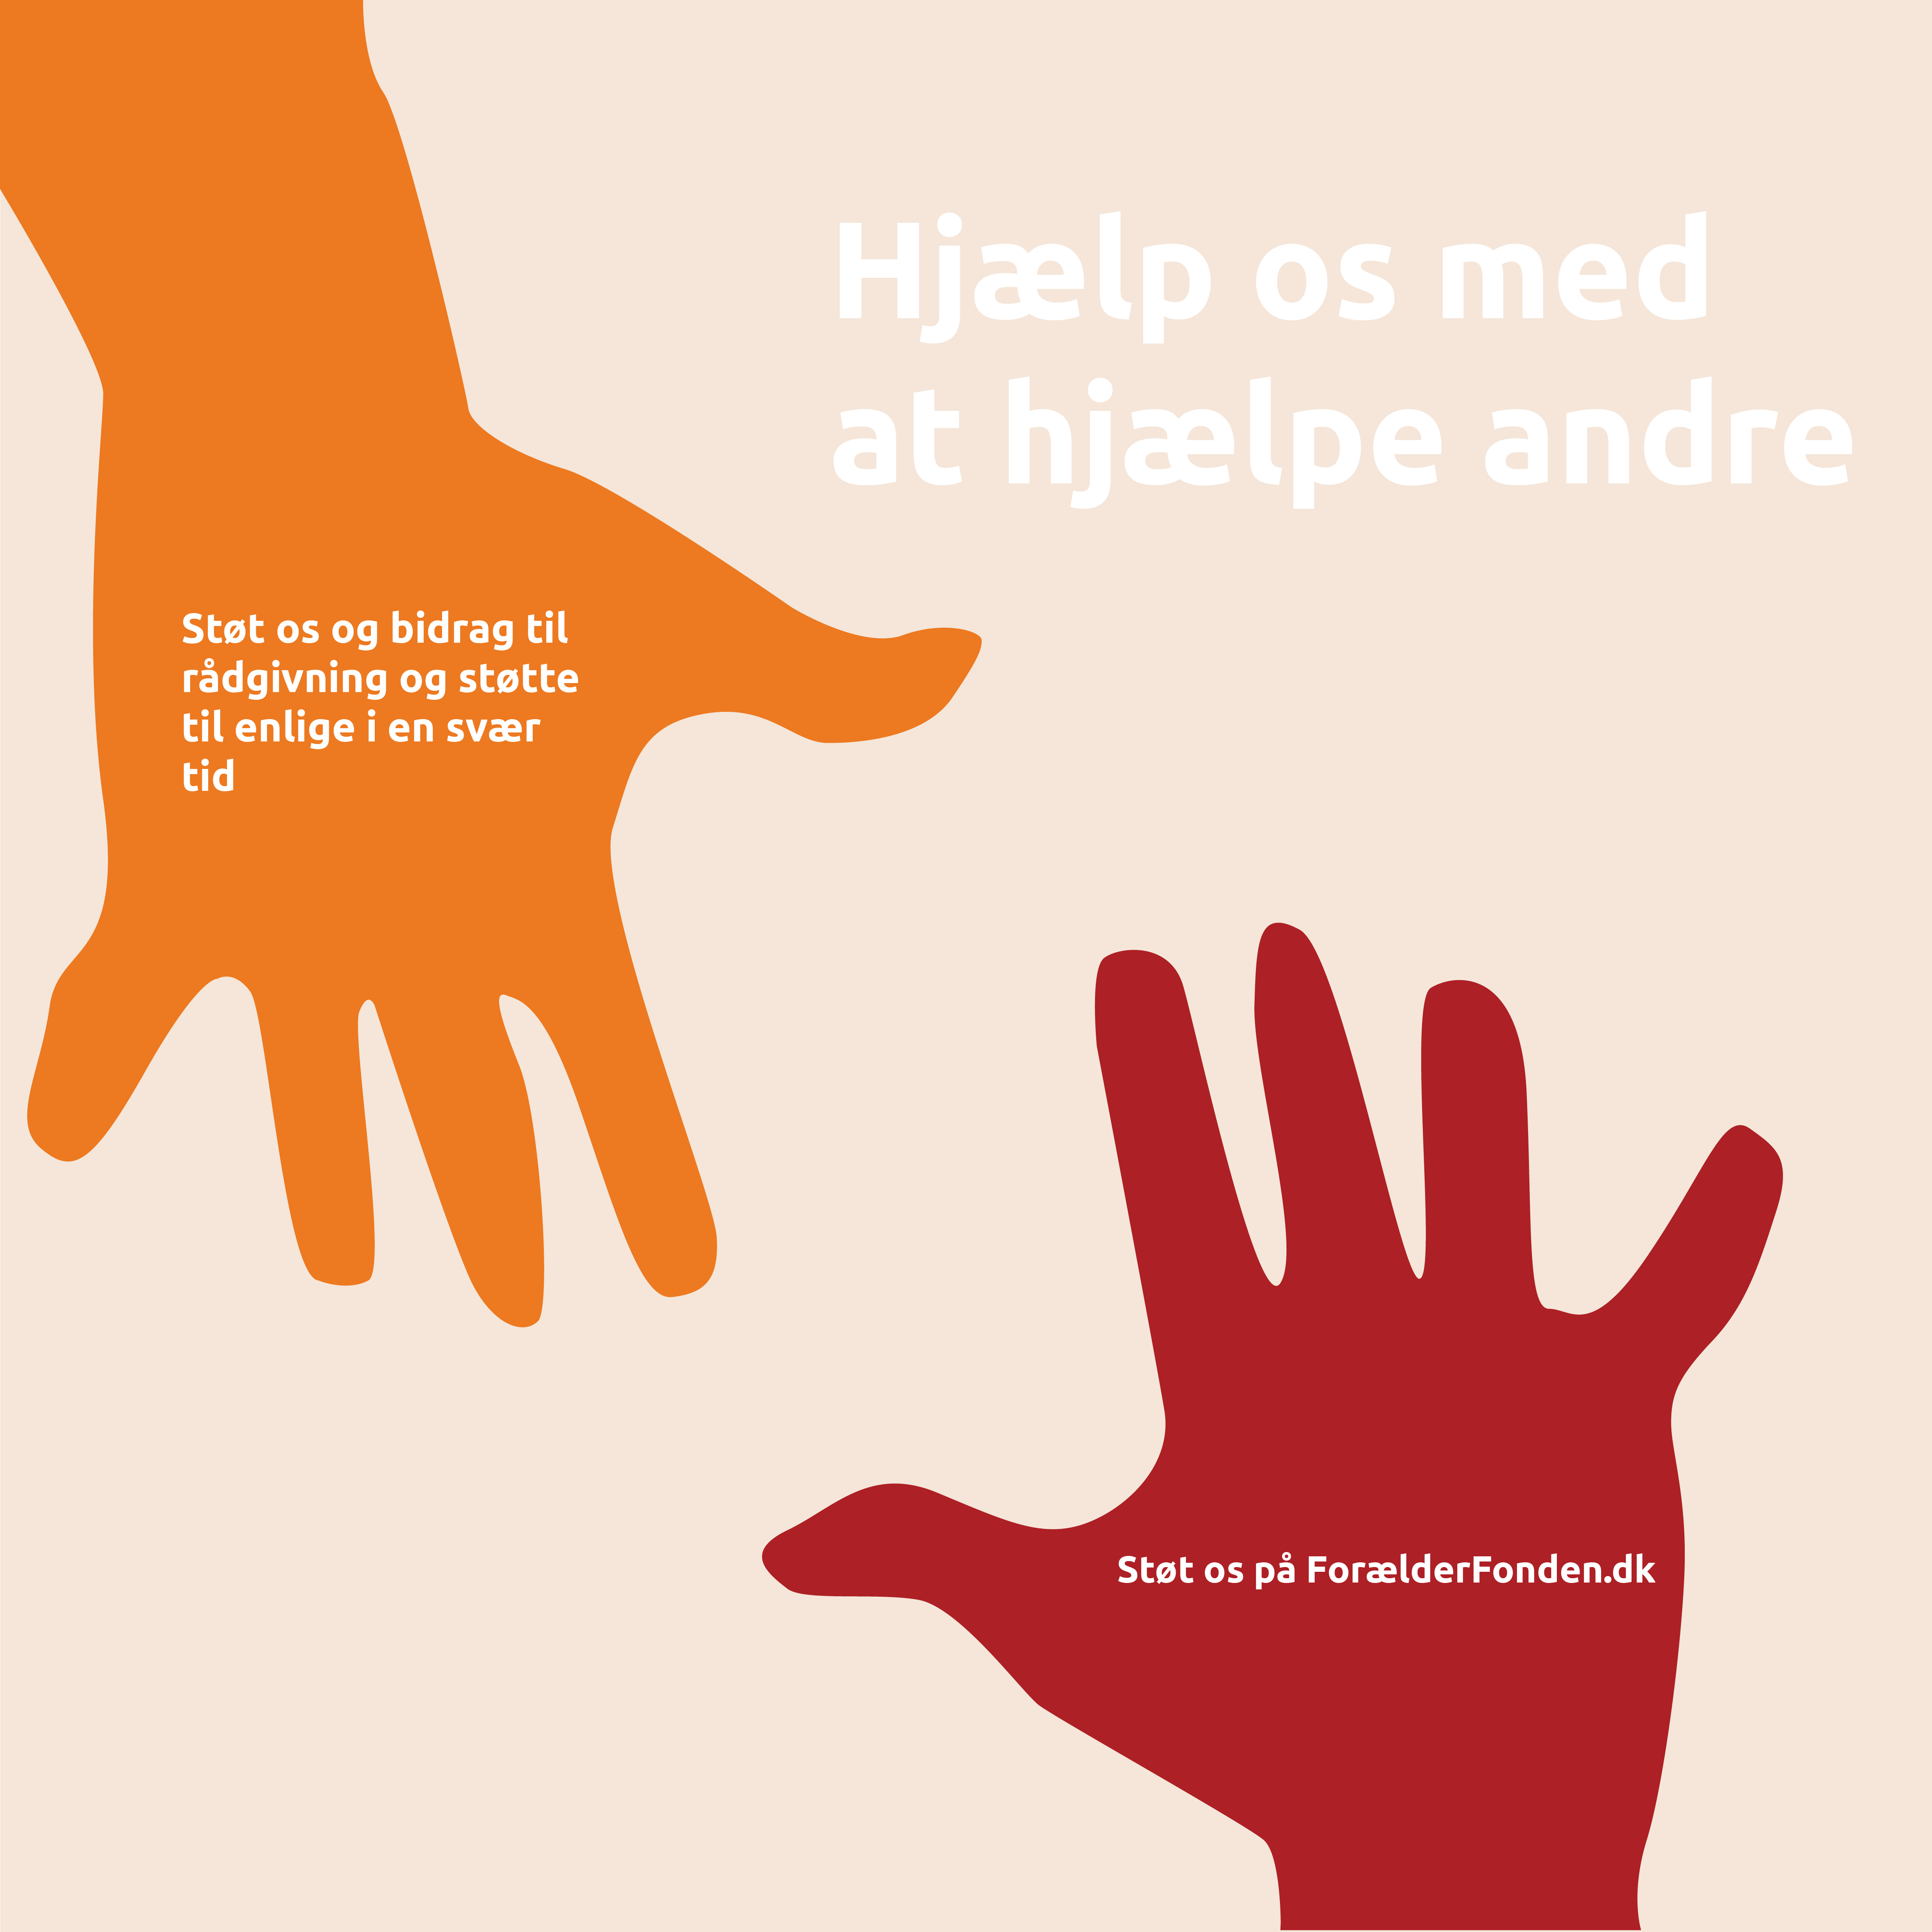 Hjælp os med
at hjælpe andre
Støt os og bidrag til
rådgivning og støtte
til enlige i en svær
tid
Støt os på ForælderFonden.dk